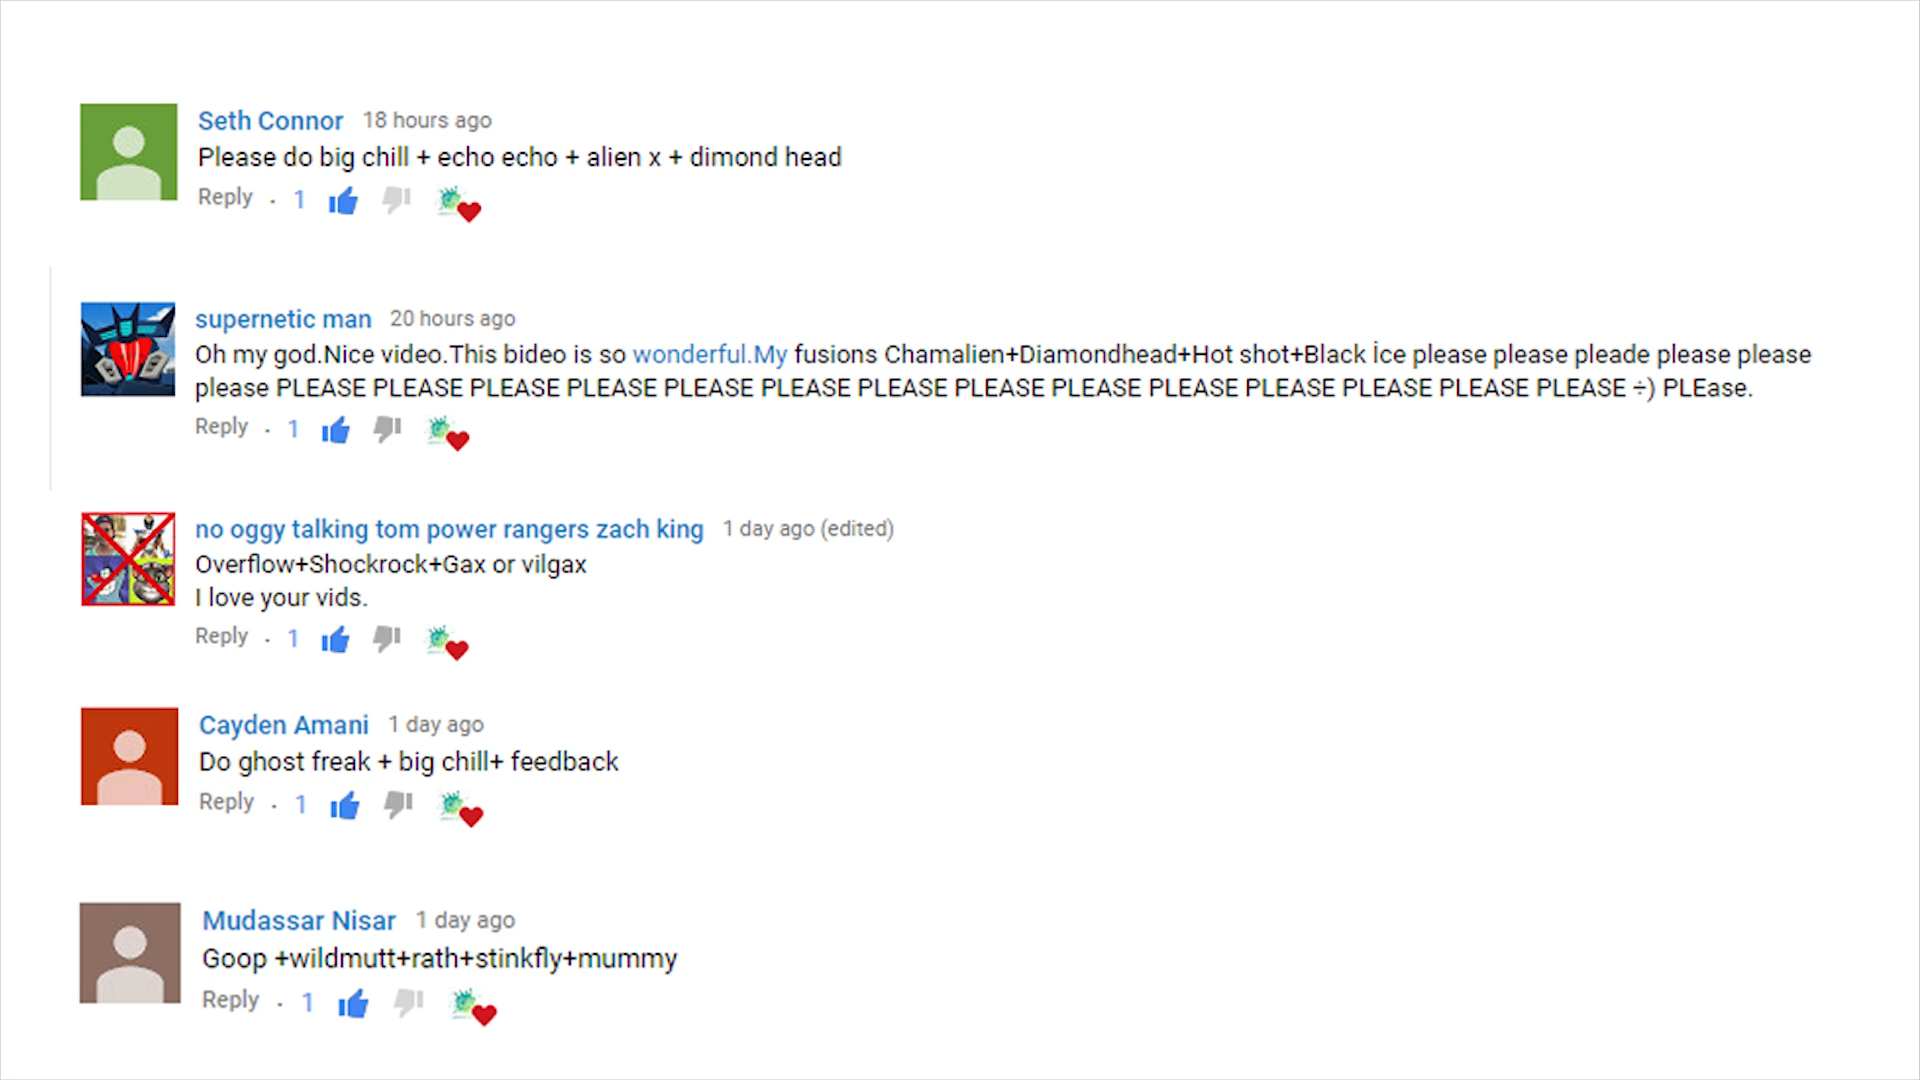 Seth Connor 18 hours ago
Please do big chill + echo echo + alien x + dimond head
Reply . 1
supernetic man 20 hours ago
Oh my god.Nice video.This bideo is so wonderful.My fusions Chamalien+Diamondhead+Hot shot+Black İce please please pleade please please
please PLEASE PLEASE PLEASE PLEASE PLEASE PLEASE PLEASE PLEASE PLEASE PLEASE PLEASE PLEASE PLEASE PLEASE ÷) PLEase.
Reply . 1
no oggy talking tom power rangers zach king 1 day ago (edited)
Overflow+Shockrock+Gax or vilgax
I love your vids.
Reply . 1
Cayden Amani 1 day ago
Do ghost freak + big chill+ feedback
Reply . 1
Mudassar Nisar 1 day ago
Goop +wildmutt+rath+stinkfly+mummy
Reply . 1